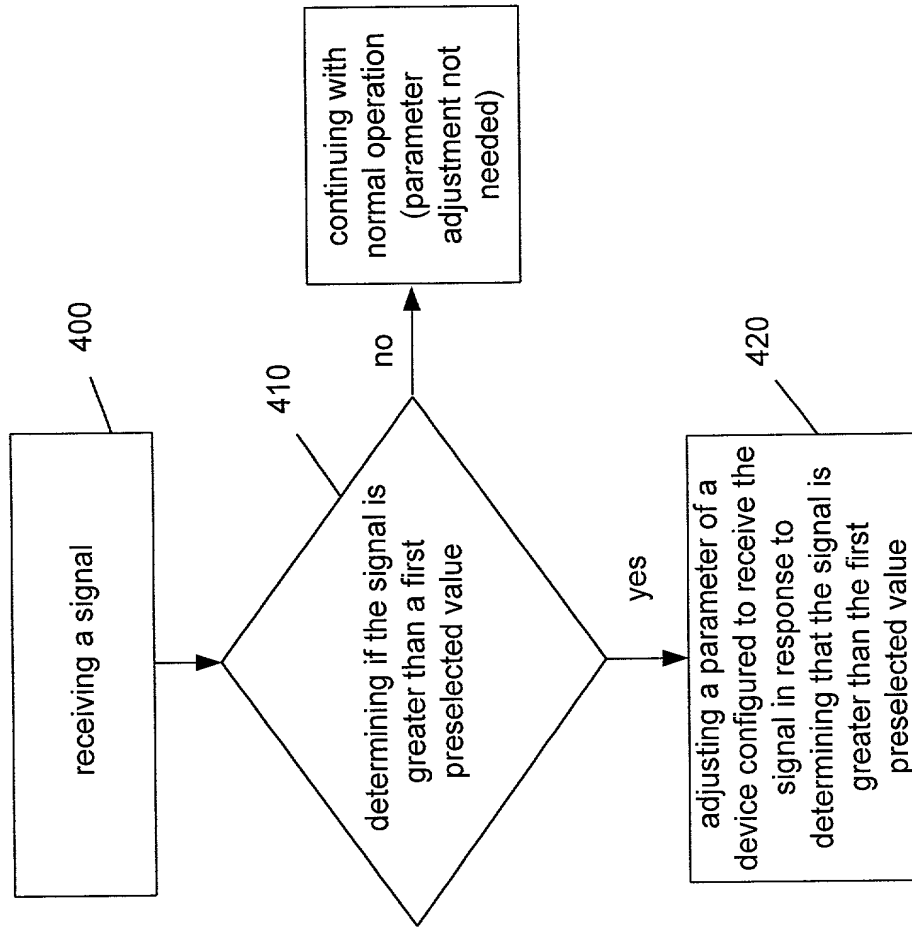 receiving a signal
400
determining if the signal is
greater than a first
preselected value
410
no
continuing with
normal operation
(parameter
adjustment not
needed)
yes
adjusting a parameter of a
device configured to receive the
signal in response to
determining that the signal is
greater than the first
preselected value
420